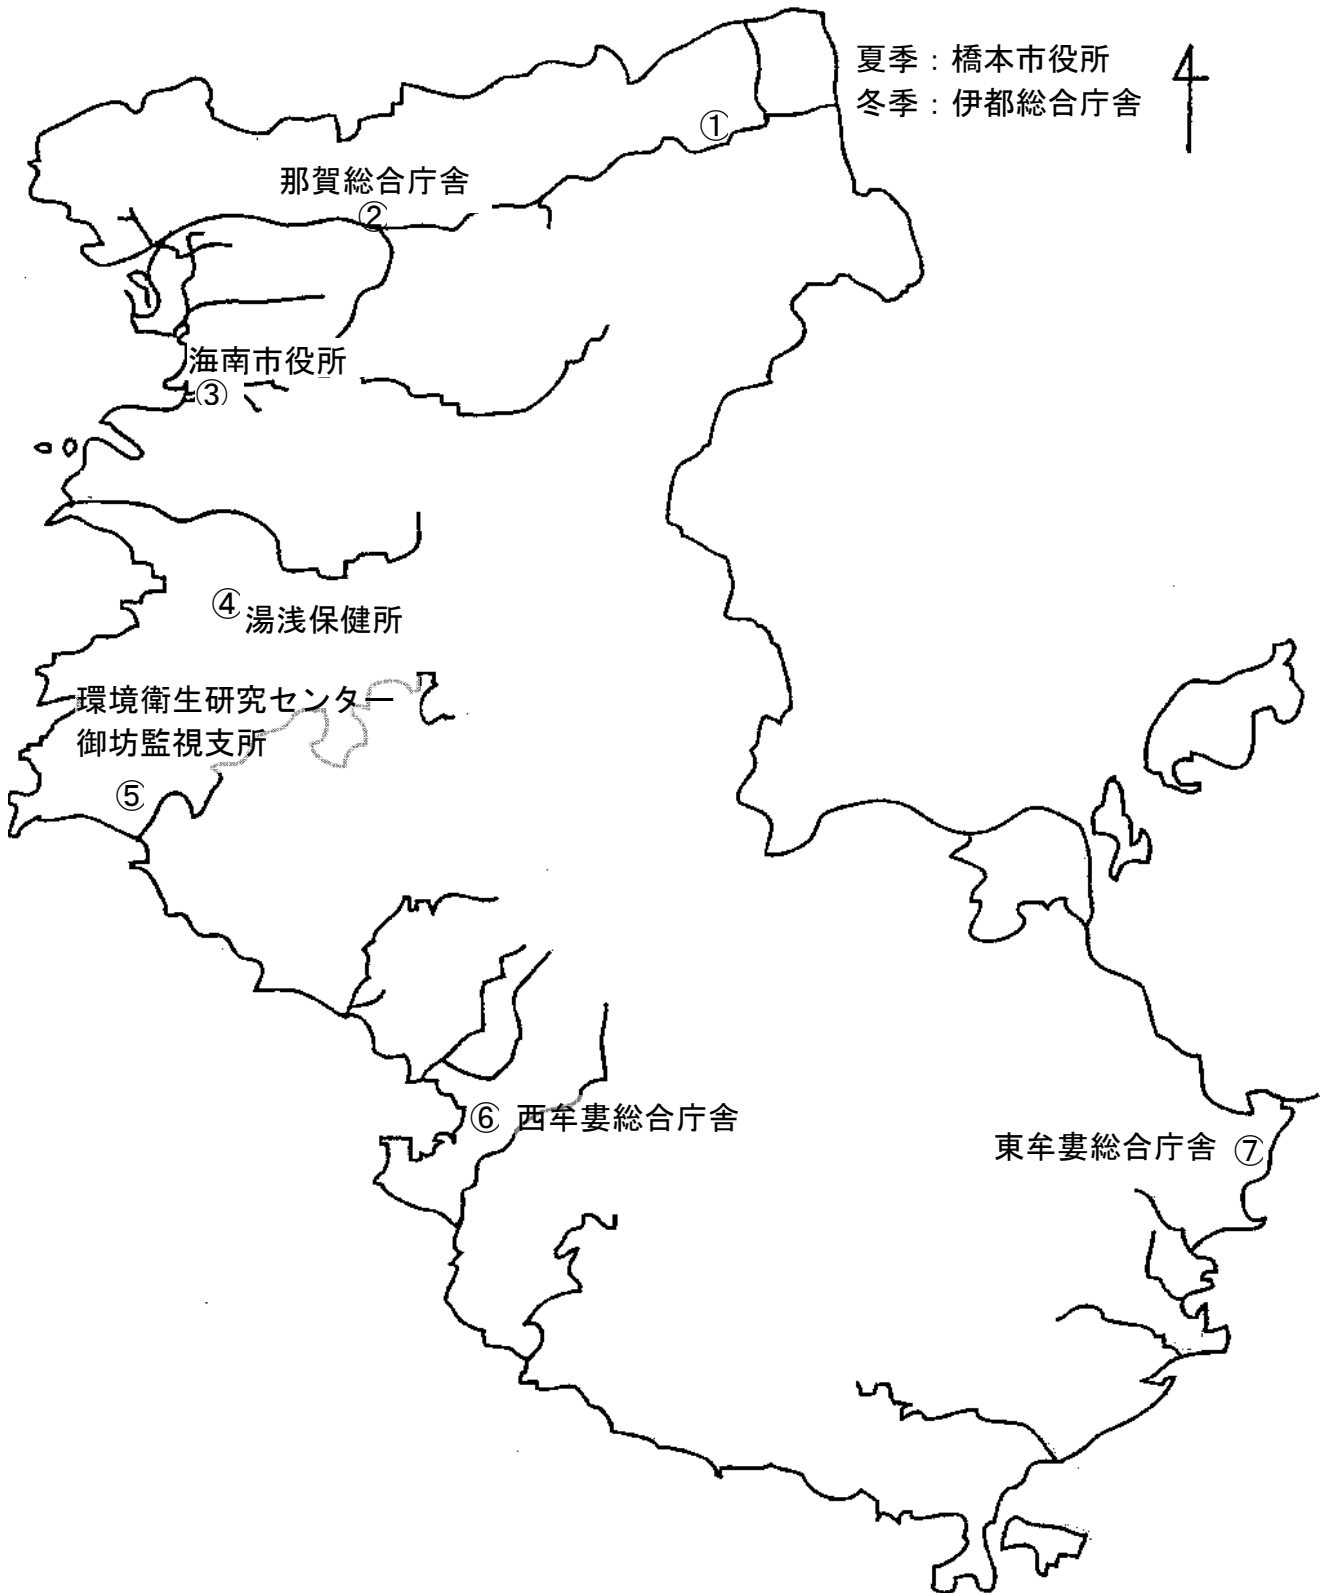 夏季：橋本市役所
冬季：伊都総合庁舎
①
那賀総合庁舎
②
海南市役所
③
④ 湯浅保健所
環境衛生研究センター
御坊監視支所
⑤
⑥ 西牟婁総合庁舎
東牟婁総合庁舎 ⑦